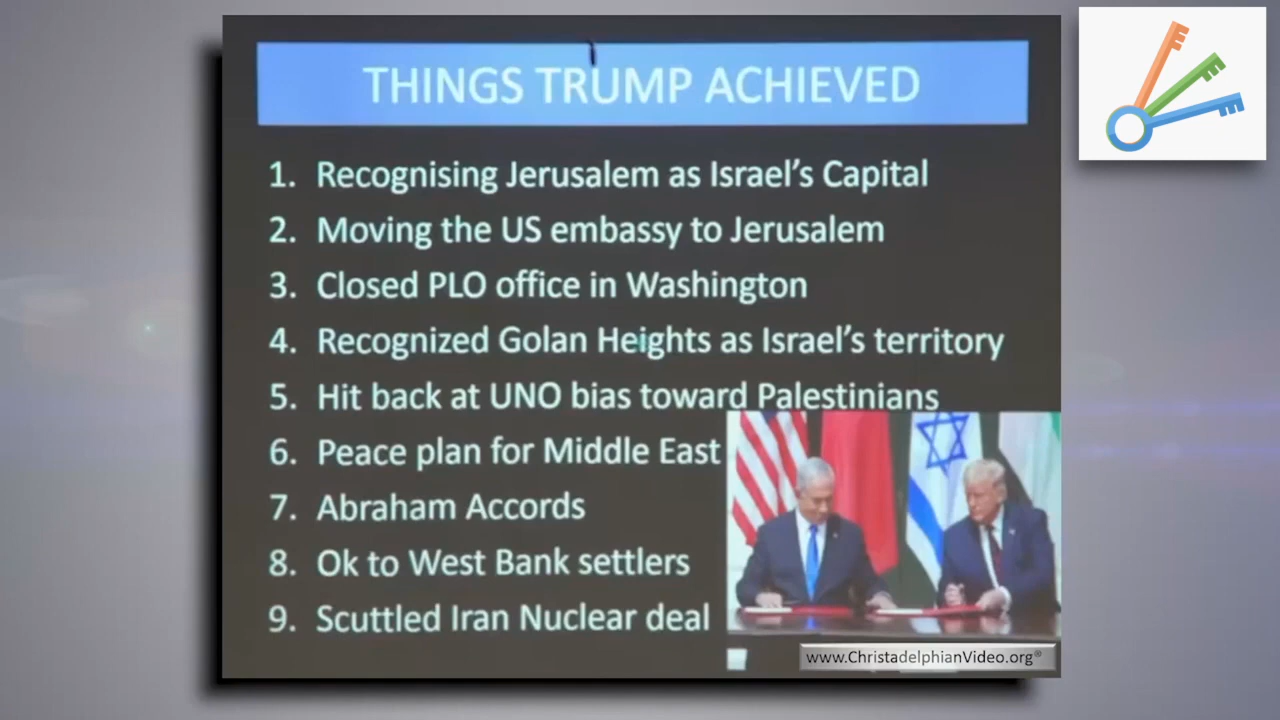 THINGS TRUMP ACHIEVED
1. Recognising Jerusalem as Israel's Capital
2. Moving the US embassy to Jerusalem
3. Closed PLO office in Washington
4. Recognized Golan Heights as Israel's territory
5. Hit back at UNO bias toward Palestinians
6. Peace plan for Middle East
7. Abraham Accords
8. Ok to West Bank settlers
9. Scuttled Iran Nuclear deal
www.ChristadelphianVideo.org®